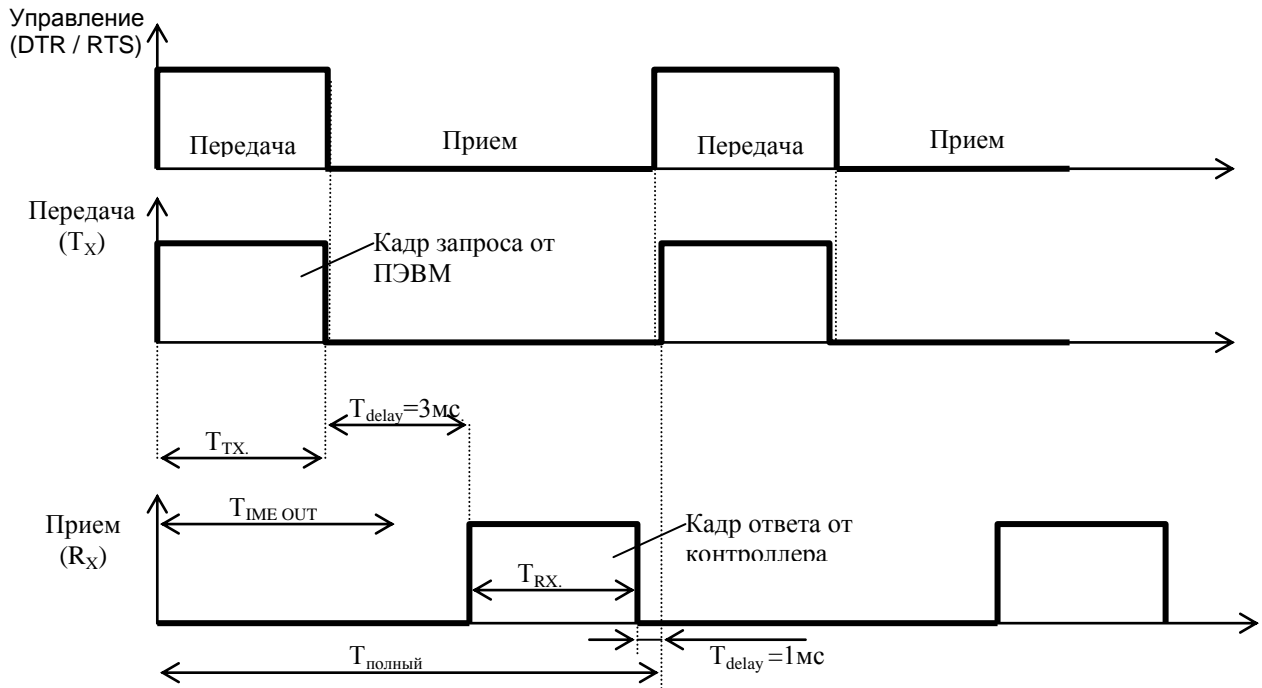 Управление
(DTR / RTS)
Передача
Прием
Передача
Прием
Передача
(TX)
Кадр запроса от
ПЭВМ
Tdelay=3мс.
TTX.
Прием
(RX)
TIME OUT
Кадр ответа от
контроллера
TRX.
Tполный
Tdelay =1мс